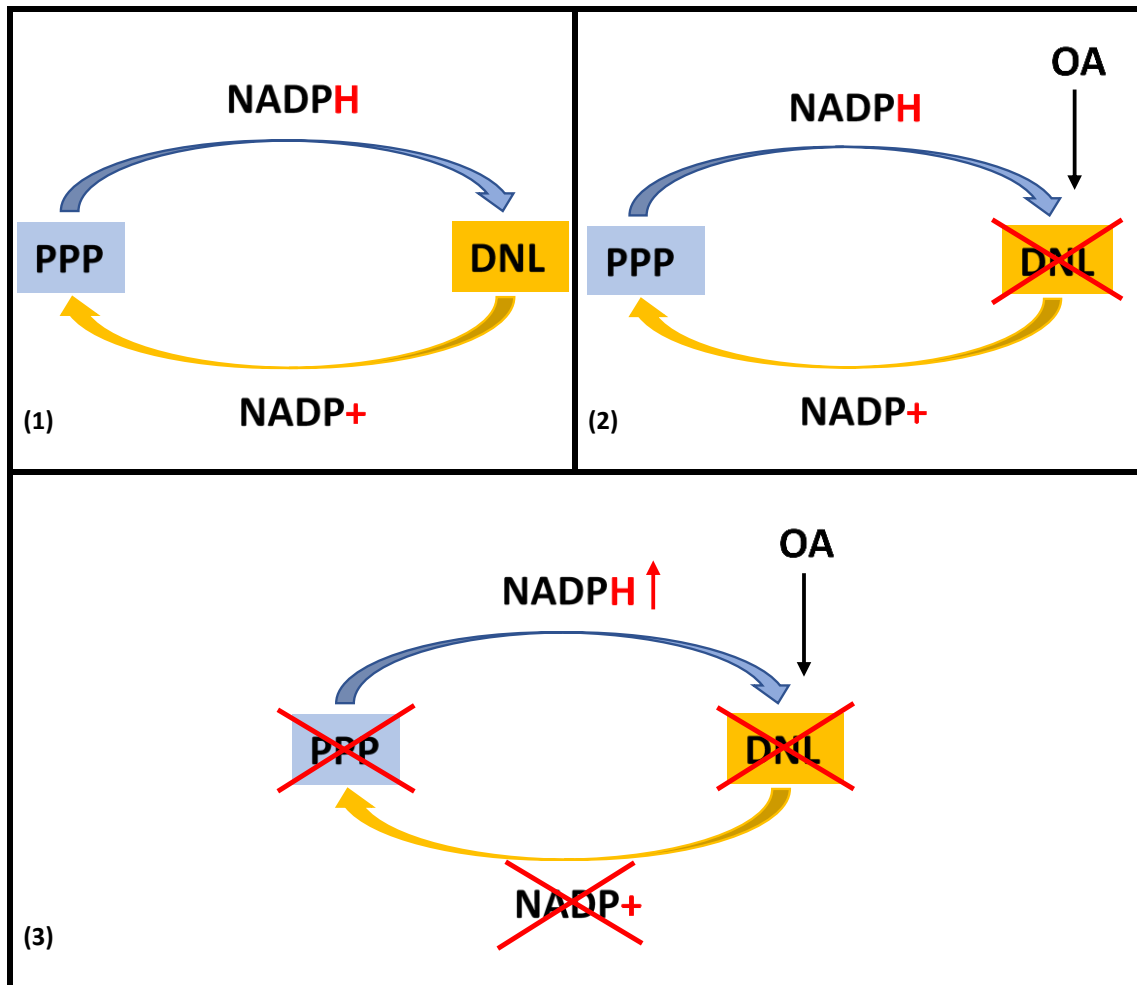 NADPH
PPP
DNL
NADP+
(1)
OA
NADPH
PPP
DNL
NADP+
(2)
OA
NADPH
PPP
DNL
NADP+
(3)